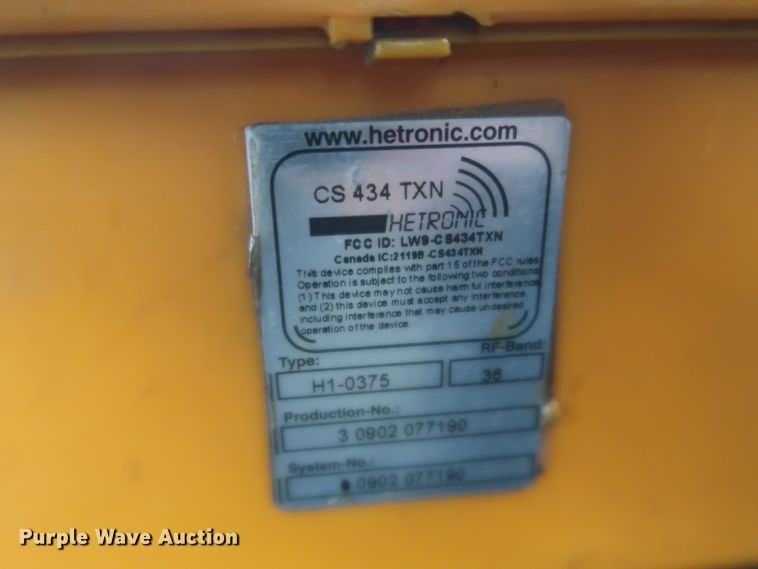 www.hetronic.com
CS 434 TXN
HETRONIC
FCC ID: LW9-CS434TXN
Canada IC:2119B-CS434TXN
This device complies with part 15 of the FCC rules
Operation is subject to the following two conditions
(1) This device may not cause harmful interference
and (2) this device must accept any interference,
including interference that may cause undesired
operation of the device.
Type:
RF-Band:
H1-0375
36
Production-No.:
3 0902 077190
System-No.:
0902 077190
Purple Wave Auction